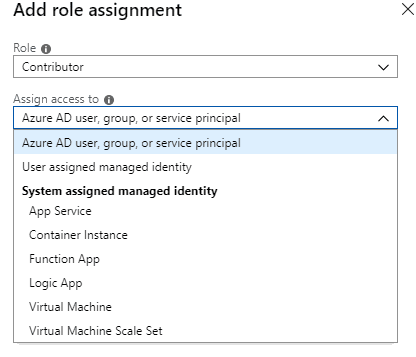 Add role assignment
Role
Contributor
Assign access to
Azure AD user, group, or service principal
Azure AD user, group, or service principal
User assigned managed identity
System assigned managed identity
App Service
Container Instance
Function App
Logic App
Virtual Machine
Virtual Machine Scale Set